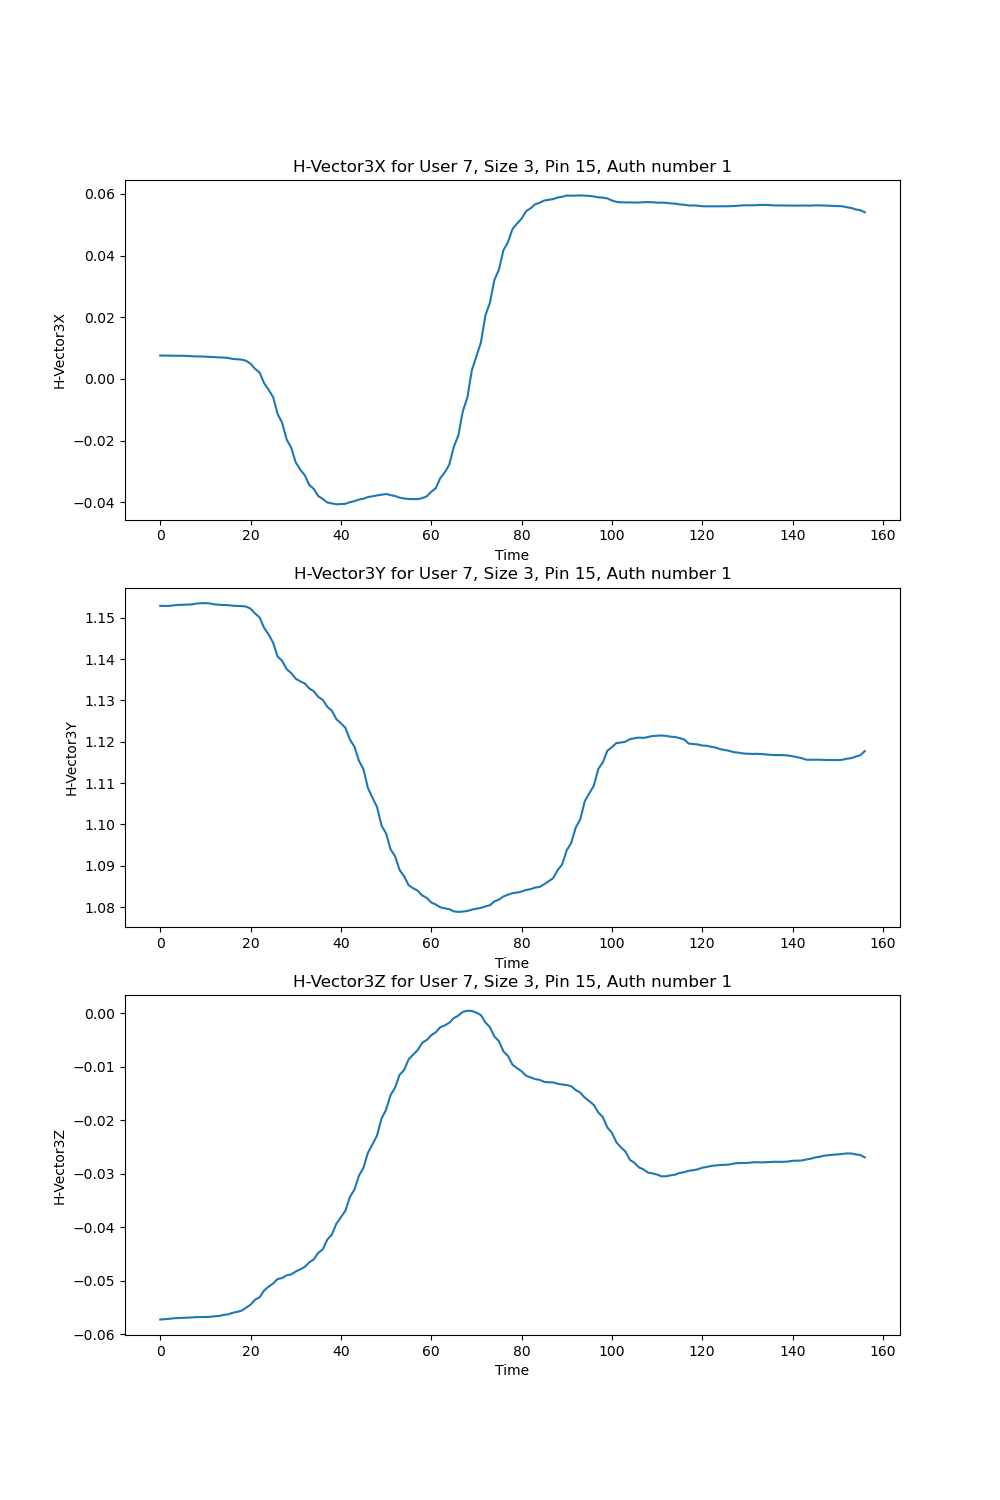 H-Vector3X for User 7, Size 3, Pin 15, Auth number 1
0.06
0.04
0.02
0.00
−0.02
−0.04
H-Vector3X
0 20 40 60 80 100 120 140 160
Time
H-Vector3Y for User 7, Size 3, Pin 15, Auth number 1
1.15
1.14
1.13
1.12
1.11
1.10
1.09
1.08
H-Vector3Y
0 20 40 60 80 100 120 140 160
Time
H-Vector3Z for User 7, Size 3, Pin 15, Auth number 1
0.00
−0.01
−0.02
−0.03
−0.04
−0.05
−0.06
H-Vector3Z
0 20 40 60 80 100 120 140 160
Time